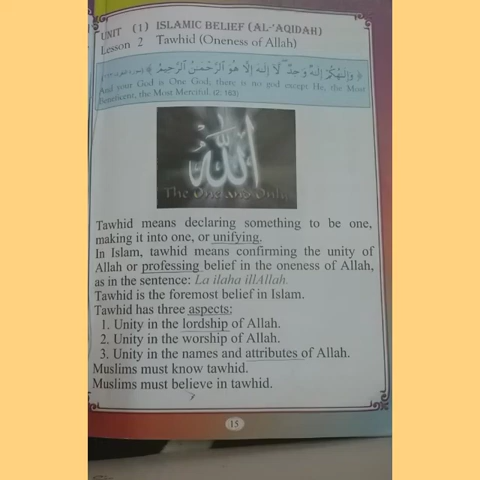 UNIT (1) ISLAMIC BELIEF (AL-'AQIDAH)
Lesson 2 Tawhid (Oneness of Allah)
﴿ وَإِلَـٰهُكُمْ إِلَـٰهٌ وَٰحِدٌ ۖ لَّآ إِلَـٰهَ إِلَّا هُوَ ٱلرَّحْمَـٰنُ ٱلرَّحِيمُ ﴾
And your God is One God; there is no god except He, the Most
Beneficent, the Most Merciful. (2: 163)
الله
The One and Only
Tawhid means declaring something to be one,
making it into one, or unifying.
In Islam, tawhid means confirming the unity of
Allah or professing belief in the oneness of Allah,
as in the sentence: La ilaha illAllah.
Tawhid is the foremost belief in Islam.
Tawhid has three aspects:
1. Unity in the lordship of Allah.
2. Unity in the worship of Allah.
3. Unity in the names and attributes of Allah.
Muslims must know tawhid.
Muslims must believe in tawhid.
15